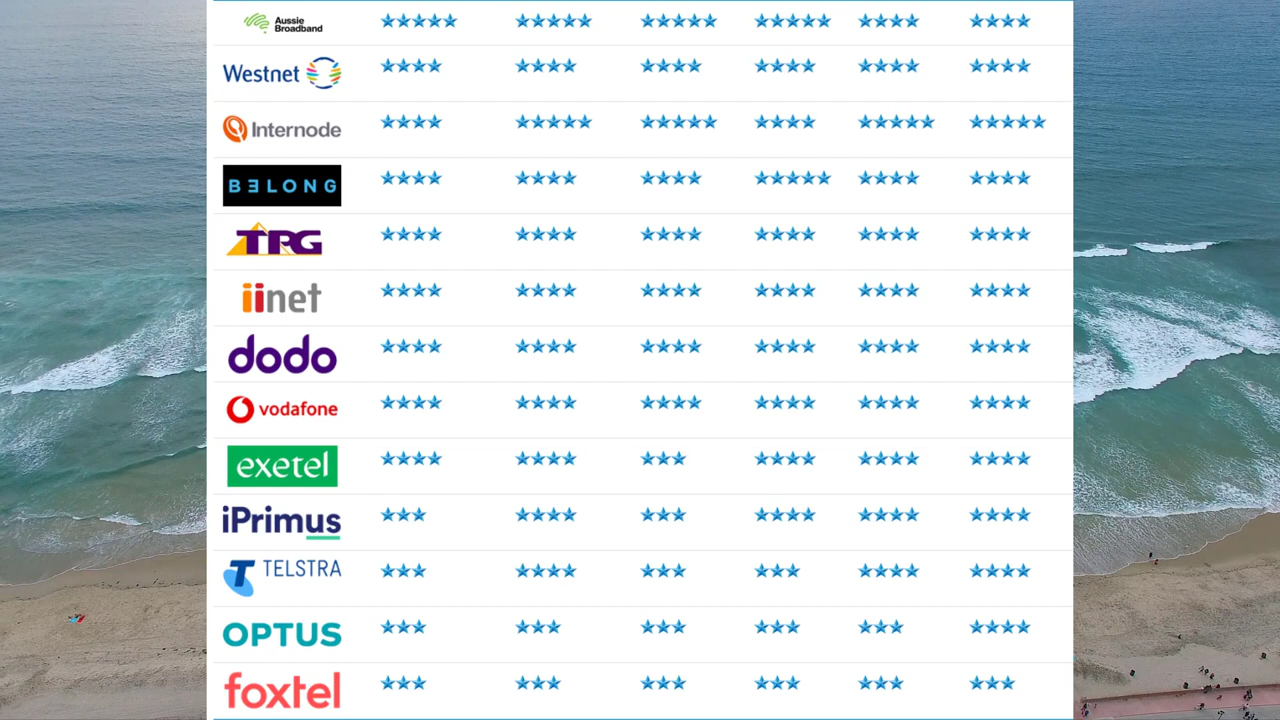 Aussie
Broadband
Westnet
Internode
BELONG
TPG
iinet
dodo
vodafone
exetel
iPrimus
TELSTRA
OPTUS
foxtel